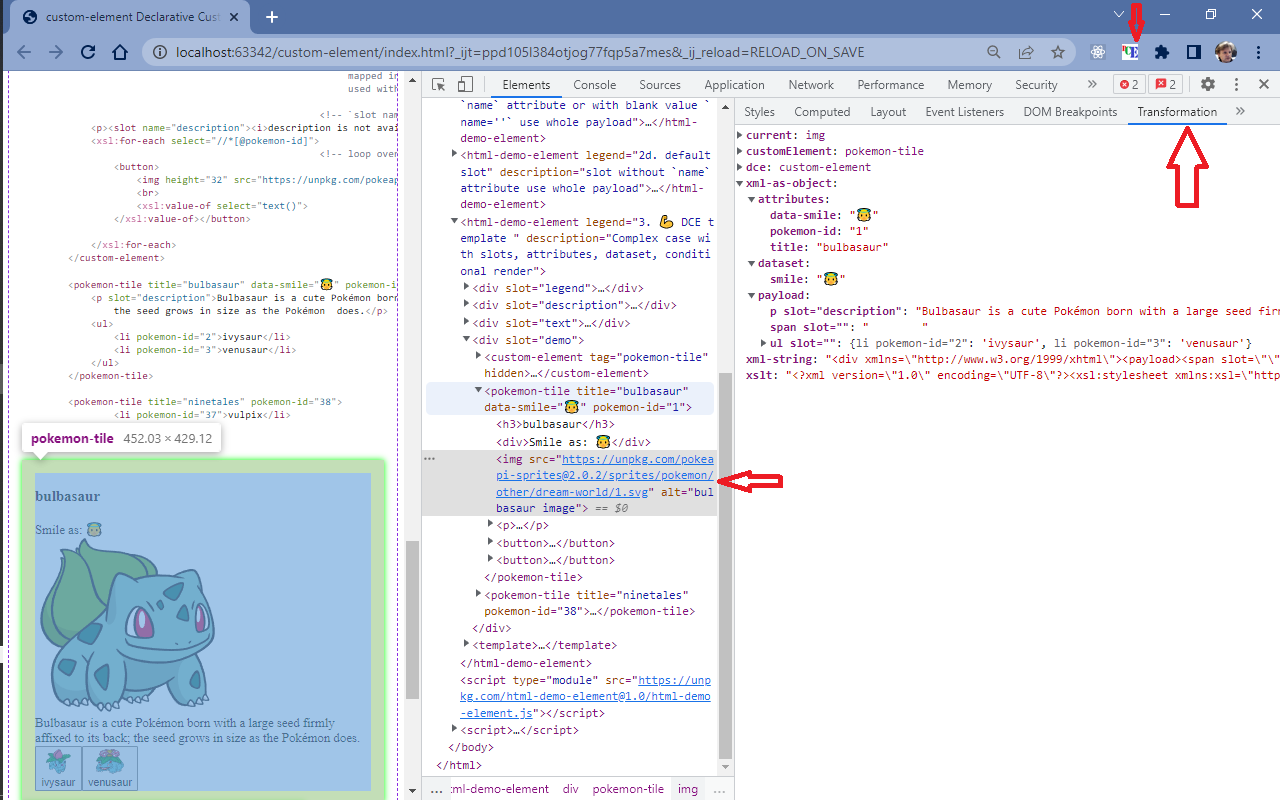 custom-element Declarative Cus
localhost:63342/custom-element/index.html?_ijt=ppd105l384otjog77fqp5a7mes&_ij_reload=RELOAD_ON_SAVE
mapped in
used with
<!-- `slot nam
<p><slot name="description"><i>description is not avai
<xsl:for-each select="//*[@pokemon-id]">
<!-- loop over
<button>
<img height="32" src="https://unpkg.com/pokeap
<br>
<xsl:value-of select="text()">
</xsl:value-of></button>
</xsl:for-each>
</custom-element>
<pokemon-tile title="bulbasaur" data-smile="😇" pokemon-i
<p slot="description">Bulbasaur is a cute Pokémon born
the seed grows in size as the Pokémon  does.</p>
<ul>
<li pokemon-id="2">ivysaur</li>
<li pokemon-id="3">venusaur</li>
</ul>
</pokemon-tile>
<pokemon-tile title="ninetales" pokemon-id="38">
<li pokemon-id="37">vulpix</li>
pokemon-tile 452.03 × 429.12
bulbasaur
Smile as: 😇
Bulbasaur is a cute Pokémon born with a large seed firmly
affixed to its back; the seed grows in size as the Pokémon does.
ivysaur venusaur
Elements Console Sources Application Network Performance Memory Security » 2 2
`name` attribute or with blank value `
name=''` use whole payload">…</html-
demo-element>
<html-demo-element legend="2d. default
slot" description="slot without `name`
attribute use whole payload">…</html-
demo-element>
<html-demo-element legend="3. 💪 DCE t
emplate " description="Complex case wi
th slots, attributes, dataset, conditi
onal render">
<div slot="legend">…</div>
<div slot="description">…</div>
<div slot="text">…</div>
<div slot="demo">
<custom-element tag="pokemon-tile"
hidden>…</custom-element>
<pokemon-tile title="bulbasaur"
data-smile="😇" pokemon-id="1">
<h3>bulbasaur</h3>
<div>Smile as: 😇</div>
<img src="https://unpkg.com/pokea
pi-sprites@2.0.2/sprites/pokemon/
other/dream-world/1.svg" alt="bul
basaur image"> == $0
<p>…</p>
<button>…</button>
<button>…</button>
</pokemon-tile>
<pokemon-tile title="ninetales"
pokemon-id="38">…</pokemon-tile>
</div>
<template>…</template>
</html-demo-element>
<script type="module" src="https://unp
kg.com/html-demo-element@1.0/html-demo
-element.js"></script>
<script>…</script>
</body>
</html>
… tml-demo-element div pokemon-tile img …
Styles Computed Layout Event Listeners DOM Breakpoints Transformation »
current: img
customElement: pokemon-tile
dce: custom-element
xml-as-object:
attributes:
data-smile: "😇"
pokemon-id: "1"
title: "bulbasaur"
dataset:
smile: "😇"
payload:
p slot="description": "Bulbasaur is a cute Pokémon born with a large seed firm
span slot="": "        "
ul slot="": {li pokemon-id="2": 'ivysaur', li pokemon-id="3": 'venusaur'}
xml-string: "<div xmlns=\"http://www.w3.org/1999/xhtml\"><payload><span slot=\"\"
xslt: "<?xml version=\"1.0\" encoding=\"UTF-8\"?><xsl:stylesheet xmlns:xsl=\"http